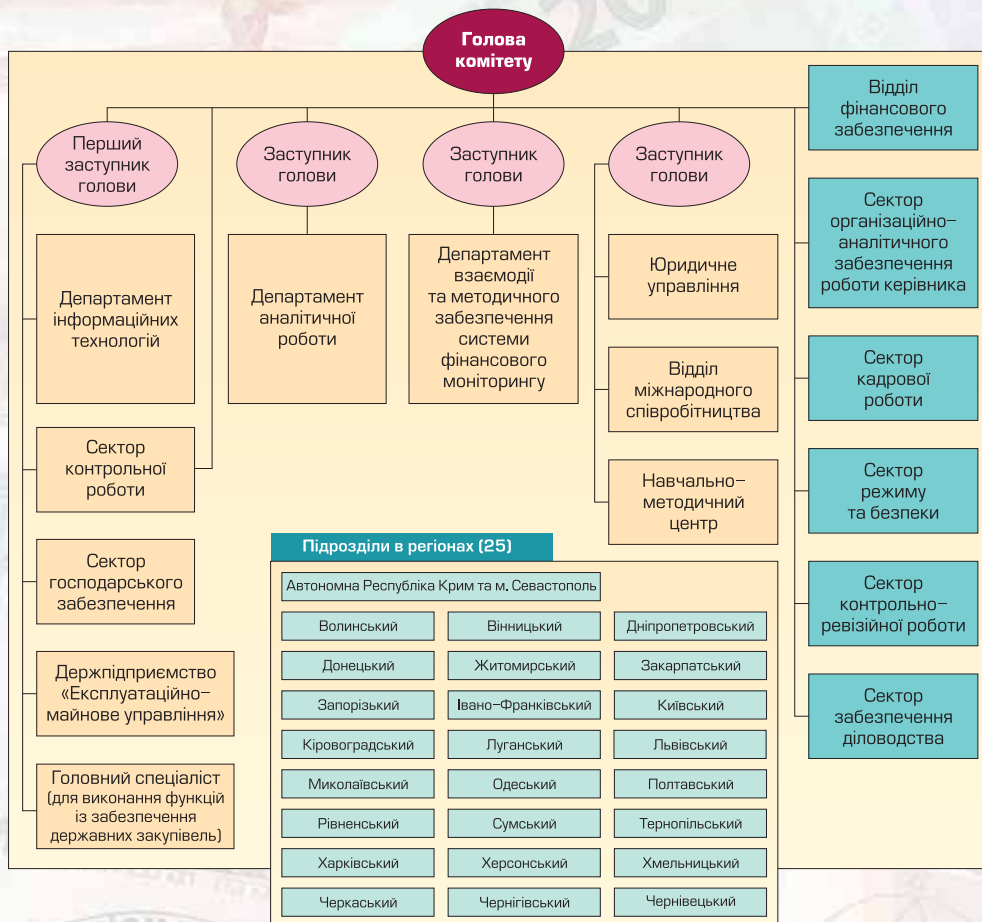 Голова
комітету
Перший
заступник
голови
Заступник
голови
Заступник
голови
Заступник
голови
Департамент
інформаційних
технологій
Сектор
контрольної
роботи
Сектор
господарського
забезпечення
Держпідприємство
«Експлуатаційно–
майнове управління»
Головний спеціаліст
(для виконання функцій
із забезпечення
державних закупівель)
Департамент
аналітичної
роботи
Департамент
взаємодії
та методичного
забезпечення
системи
фінансового
моніторингу
Юридичне
управління
Відділ
міжнародного
співробітництва
Навчально–
методичний
центр
Відділ
фінансового
забезпечення
Сектор
організаційно–
аналітичного
забезпечення
роботи керівника
Сектор
кадрової
роботи
Сектор
режиму
та безпеки
Сектор
контрольно–
ревізійної роботи
Сектор
забезпечення
діловодства
Підрозділи в регіонах (25)
Автономна Республіка Крим та м. Севастополь
Волинський Вінницький Дніпропетровський
Донецький Житомирський Закарпатський
Запорізький Івано–Франківський Київський
Кіровоградський Луганський Львівський
Миколаївський Одеський Полтавський
Рівненський Сумський Тернопільський
Харківський Херсонський Хмельницький
Черкаський Чернігівський Чернівецький